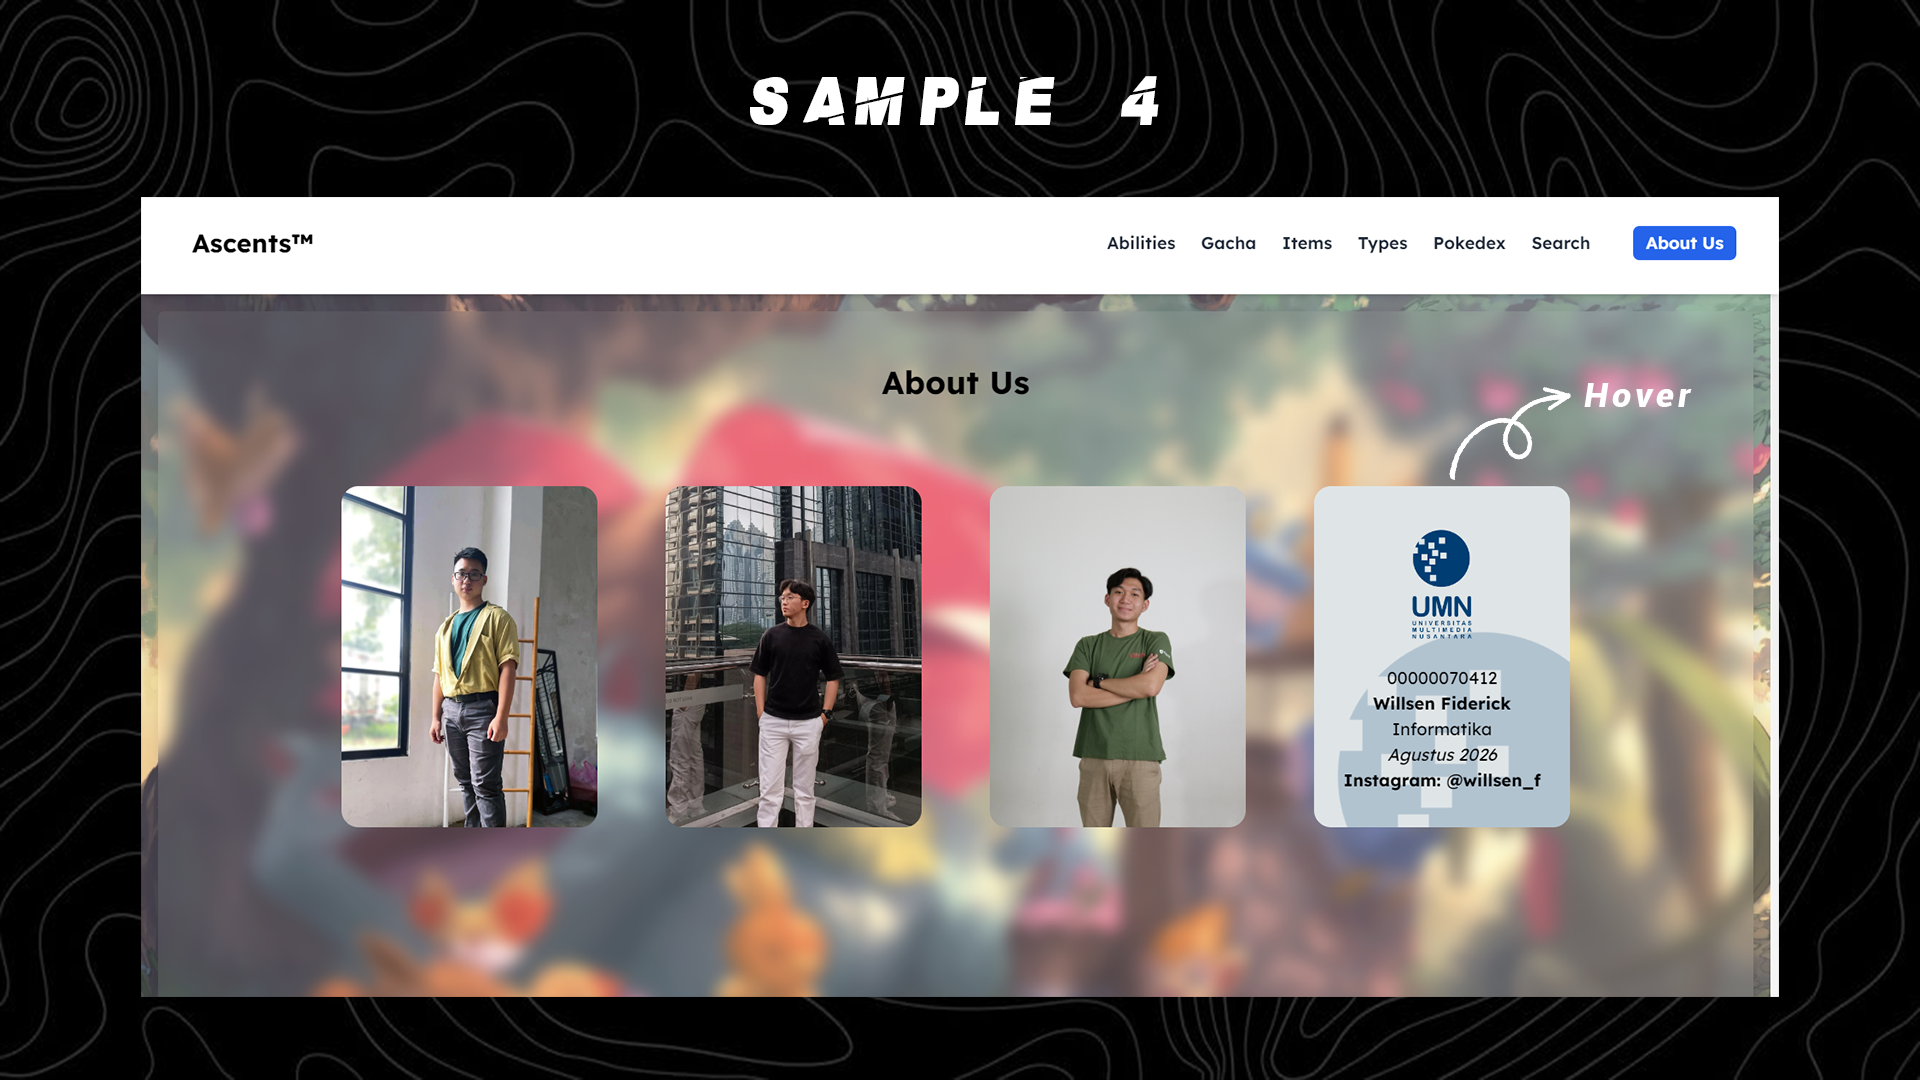 SAMPLE 4
Ascents™
Abilities Gacha Items Types Pokedex Search About Us
About Us
Hover
UMN
UNIVERSITAS
MULTIMEDIA
NUSANTARA
00000070412
Willsen Fiderick
Informatika
Agustus 2026
Instagram: @willsen_f